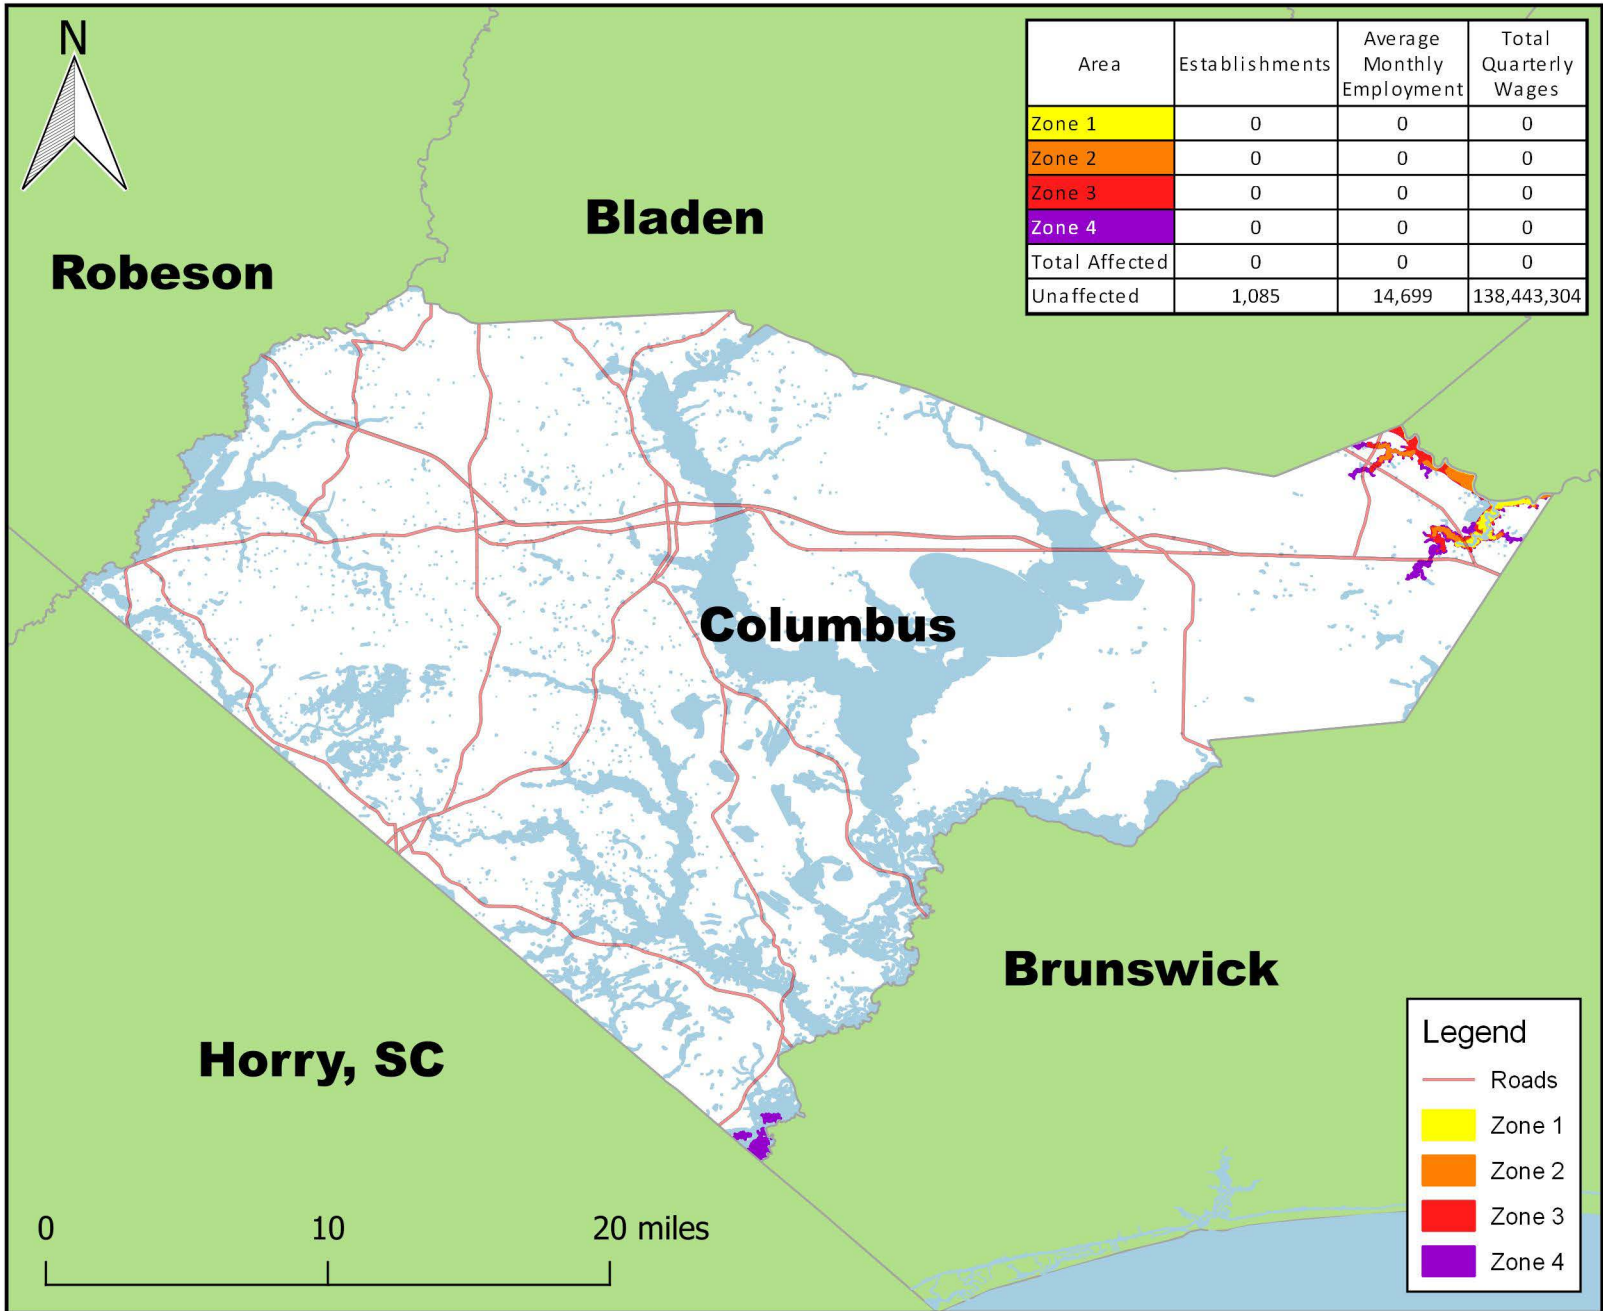 N
Area Establishments Average Monthly Employment Total Quarterly Wages
Zone 1 0 0 0
Zone 2 0 0 0
Zone 3 0 0 0
Zone 4 0 0 0
Total Affected 0 0 0
Unaffected 1,085 14,699 138,443,304
Bladen
Robeson
Columbus
Brunswick
Horry, SC
0 10 20 miles
Legend
Roads
Zone 1
Zone 2
Zone 3
Zone 4